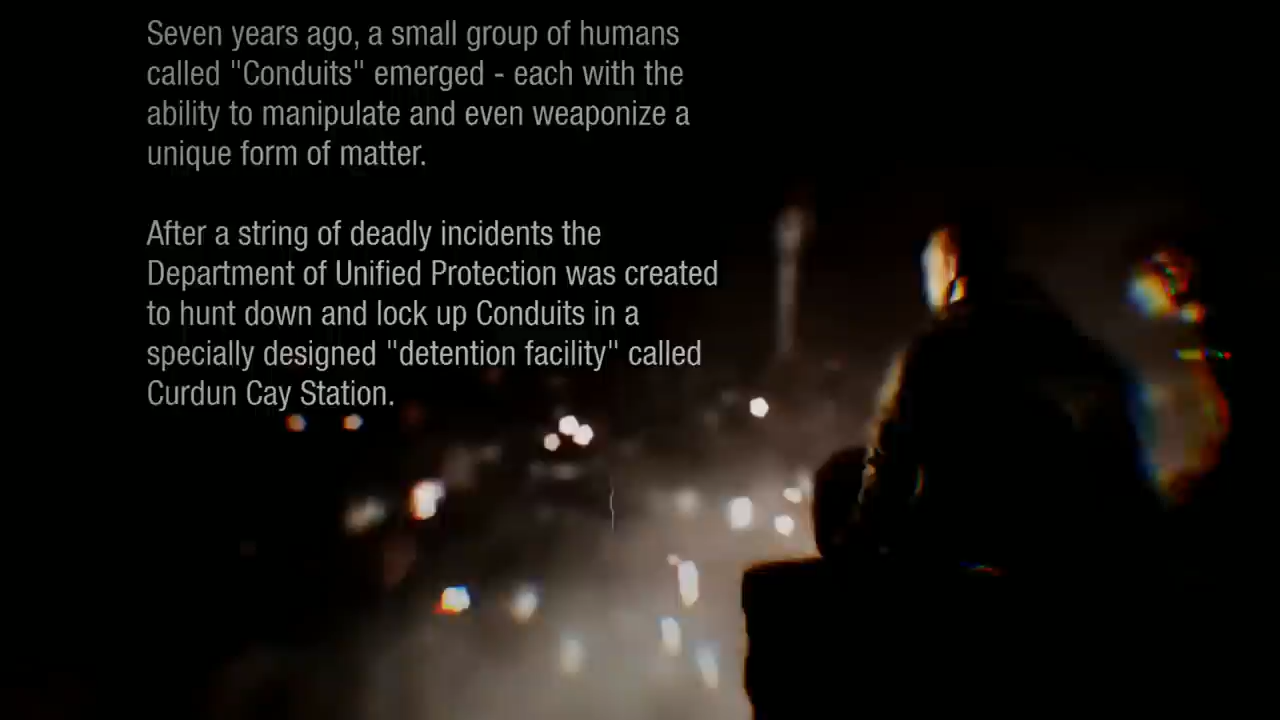 Seven years ago, a small group of humans
called "Conduits" emerged - each with the
ability to manipulate and even weaponize a
unique form of matter.
After a string of deadly incidents the
Department of Unified Protection was created
to hunt down and lock up Conduits in a
specially designed "detention facility" called
Curdun Cay Station.